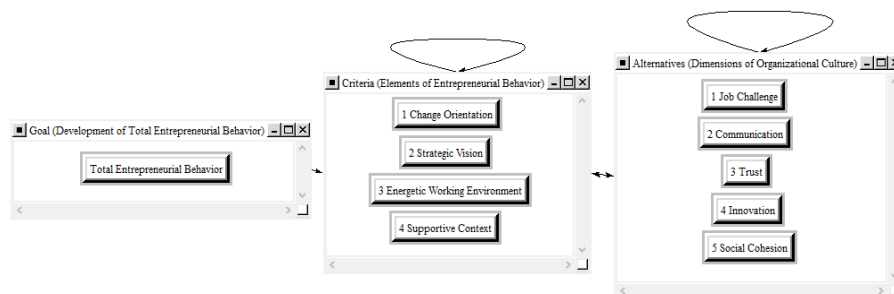 Goal (Development of Total Entrepreneurial Behavior)
Total Entrepreneurial Behavior
Criteria (Elements of Entrepreneurial Behavior)
1 Change Orientation
2 Strategic Vision
3 Energetic Working Environment
4 Supportive Context
Alternatives (Dimensions of Organizational Culture)
1 Job Challenge
2 Communication
3 Trust
4 Innovation
5 Social Cohesion